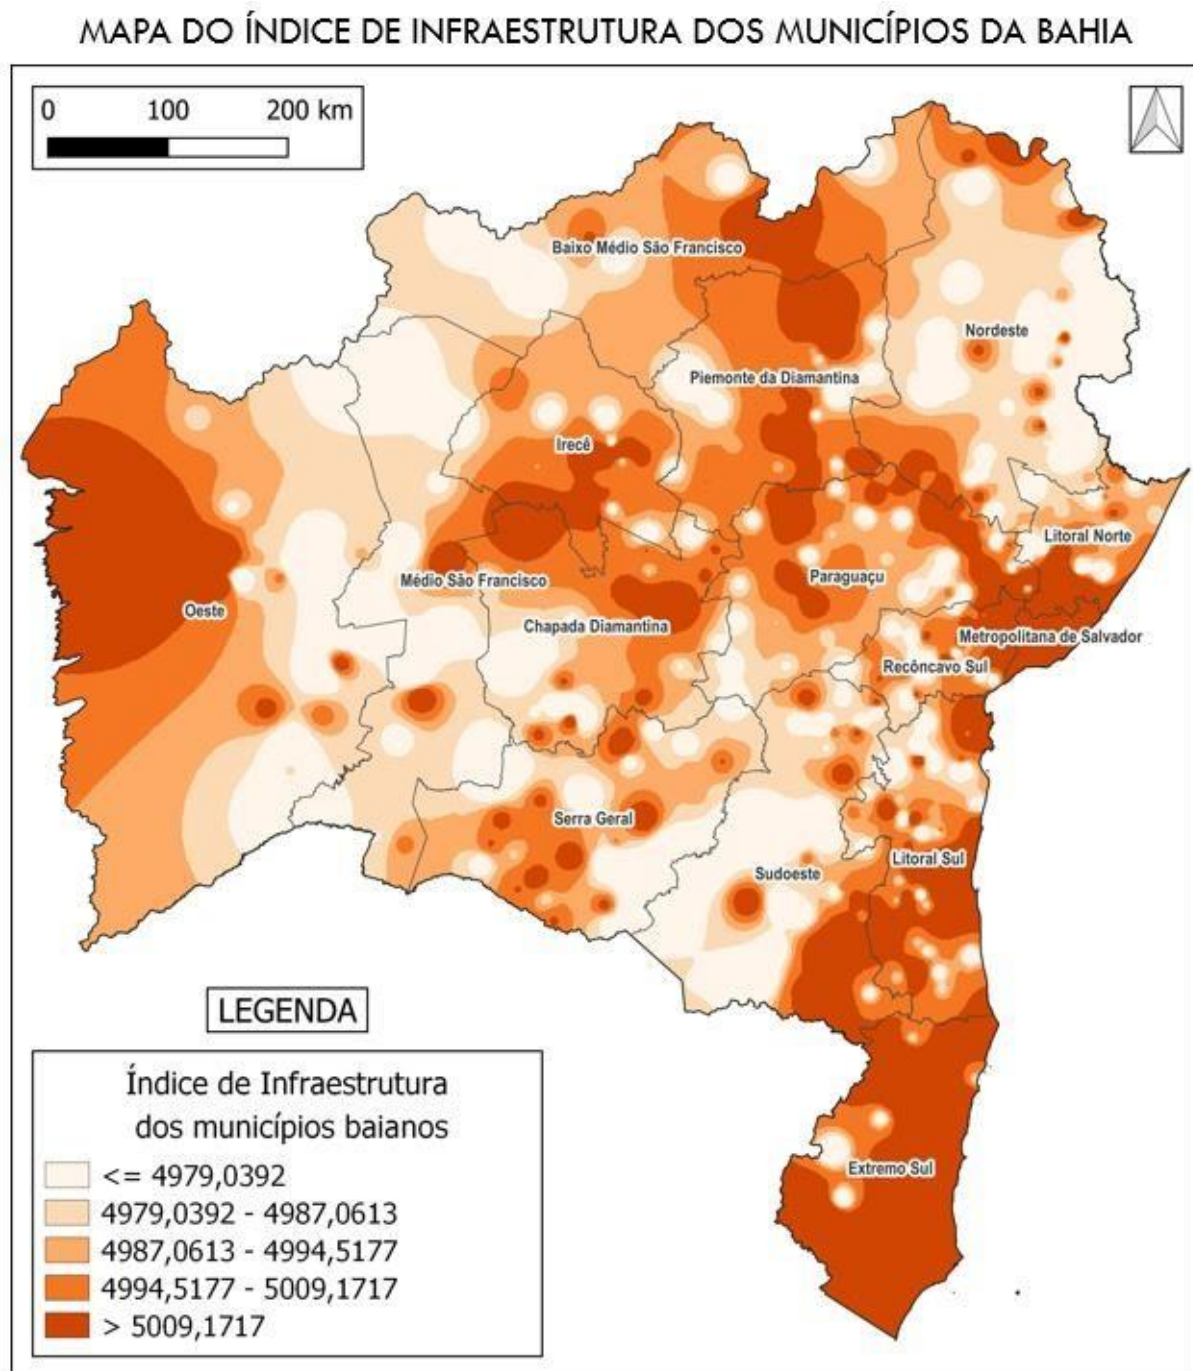 MAPA DO ÍNDICE DE INFRAESTRUTURA DOS MUNICÍPIOS DA BAHIA
0 100 200 km
Baixo Médio São Francisco
Nordeste
Piemonte da Diamantina
Irecê
Litoral Norte
Médio São Francisco
Paraguaçu
Oeste
Chapada Diamantina
Metropolitana de Salvador
Recôncavo Sul
Serra Geral
Litoral Sul
Sudoeste
Extremo Sul
LEGENDA
Índice de Infraestrutura
dos municípios baianos
<= 4979,0392
4979,0392 - 4987,0613
4987,0613 - 4994,5177
4994,5177 - 5009,1717
> 5009,1717